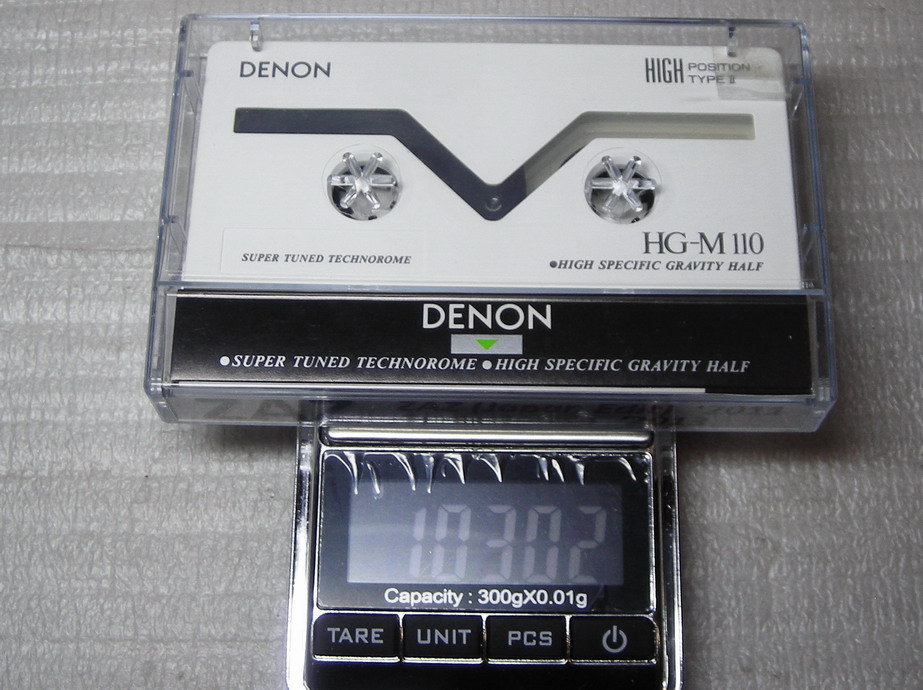 DENON
HIGH POSITION
TYPE II
HG-M 110
SUPER TUNED TECHNOROME
●HIGH SPECIFIC GRAVITY HALF
DENON
●SUPER TUNED TECHNOROME ●HIGH SPECIFIC GRAVITY HALF
103.02
Capacity : 300gX0.01g
TARE
UNIT
PCS